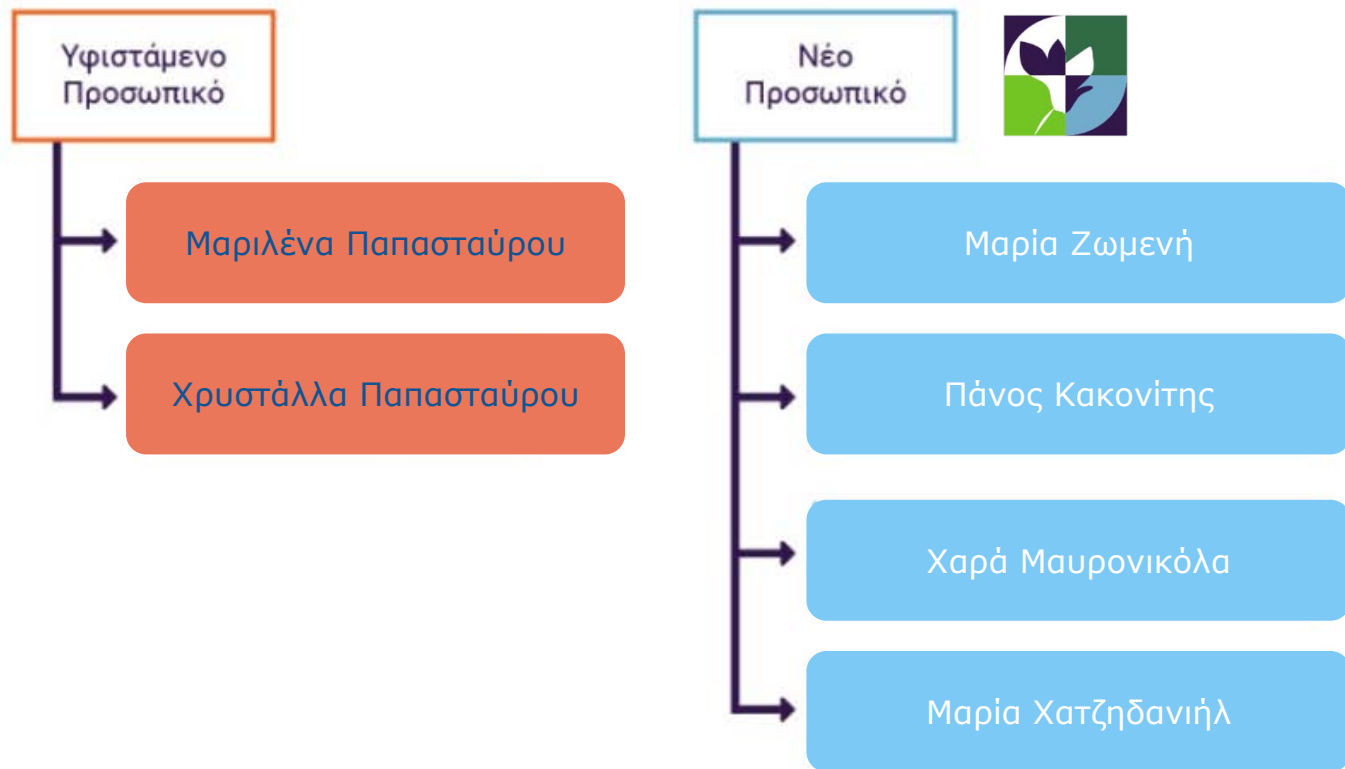 Υφιστάμενο
Προσωπικό
Μαριλένα Παπασταύρου
Χρυστάλλα Παπασταύρου
Νέο
Προσωπικό
Μαρία Ζωμενή
Πάνος Κακονίτης
Χαρά Μαυρονικόλα
Μαρία Χατζηδανιήλ